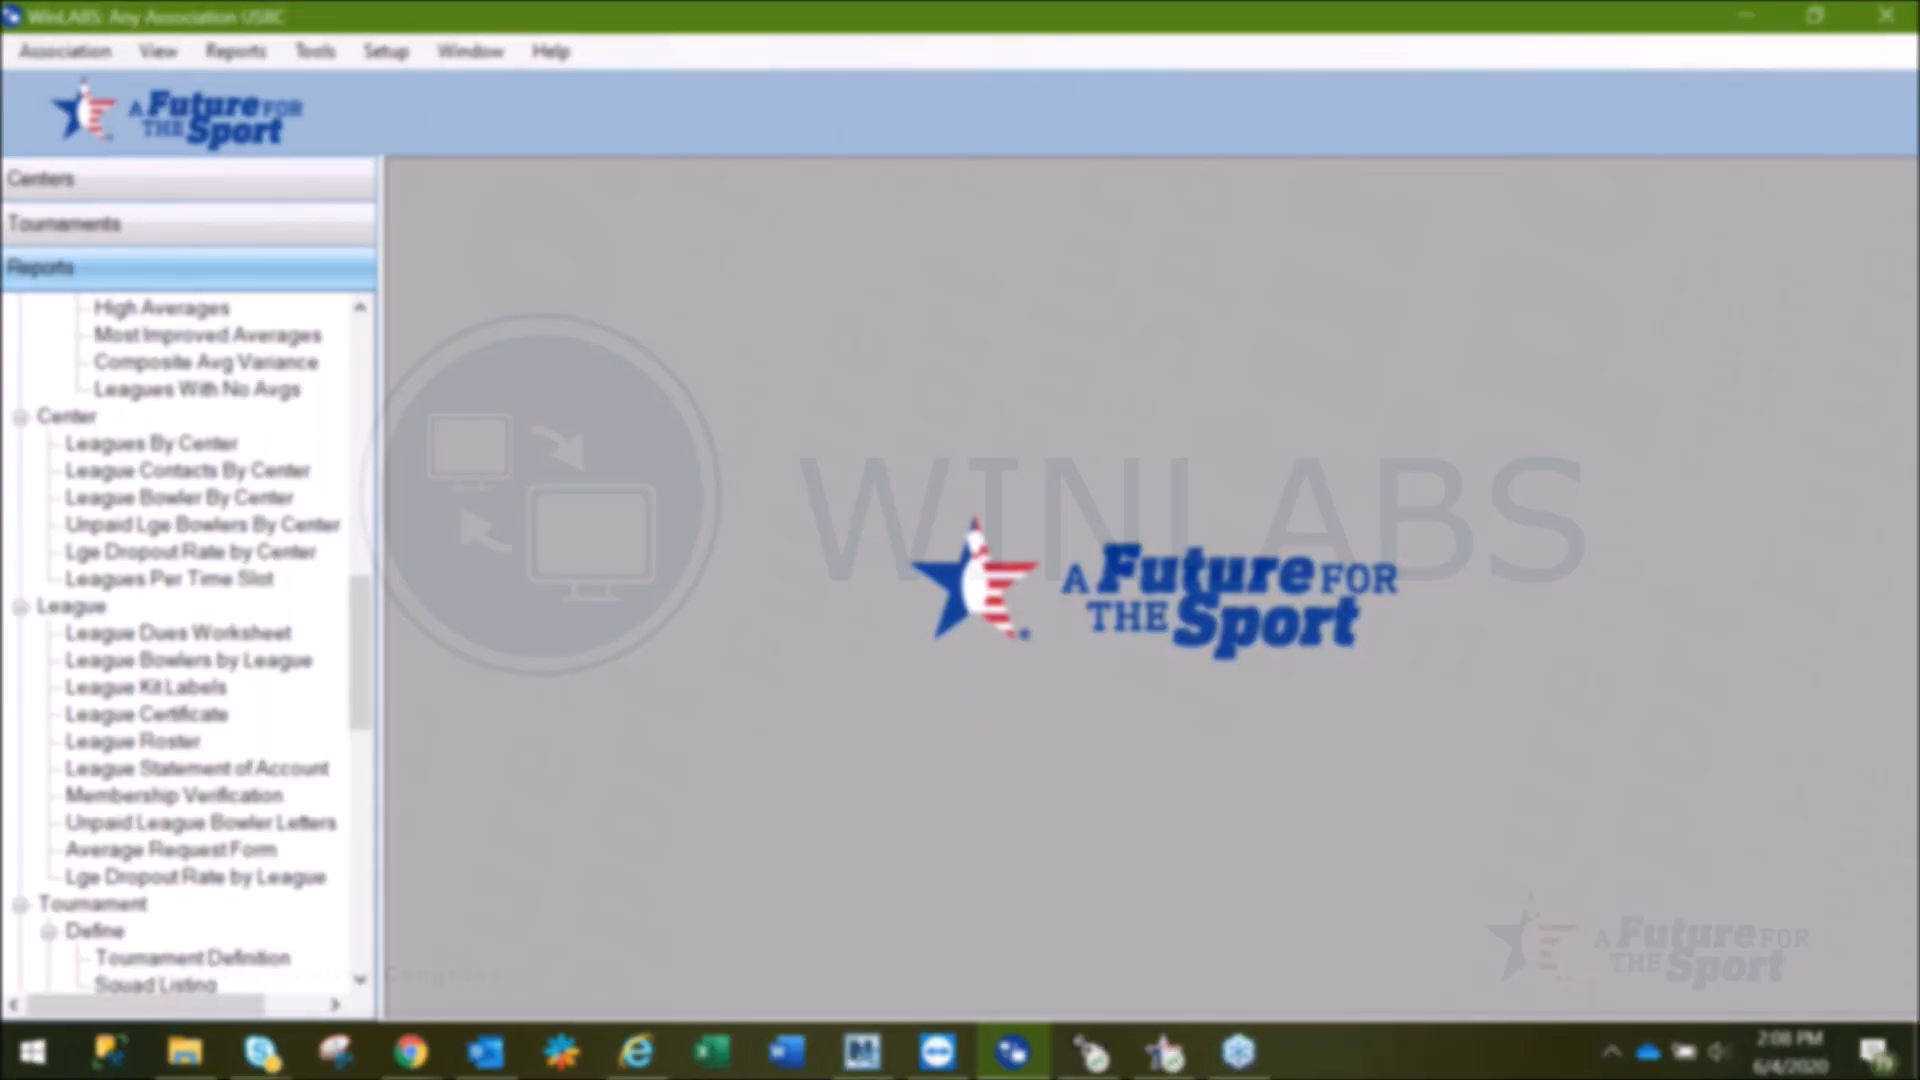 WinLABS: Any Association USBC
Association View Reports Tools Setup Window Help
A Future FOR
THE Sport
Centers
Tournaments
Reports
High Averages
Most Improved Averages
Composite Avg Variance
Leagues With No Avgs
Center
Leagues By Center
League Contacts By Center
League Bowler By Center
Unpaid Lge Bowlers By Center
Lge Dropout Rate by Center
Leagues Per Time Slot
League
League Dues Worksheet
League Bowlers by League
League Kit Labels
League Certificate
League Roster
League Statement of Account
Membership Verification
Unpaid League Bowler Letters
Average Request Form
Lge Dropout Rate by League
Tournament
Define
Tournament Definition
Squad Listing
WINLABS
A Future FOR
THE Sport
A Future FOR
THE Sport
2:08 PM
6/4/2020